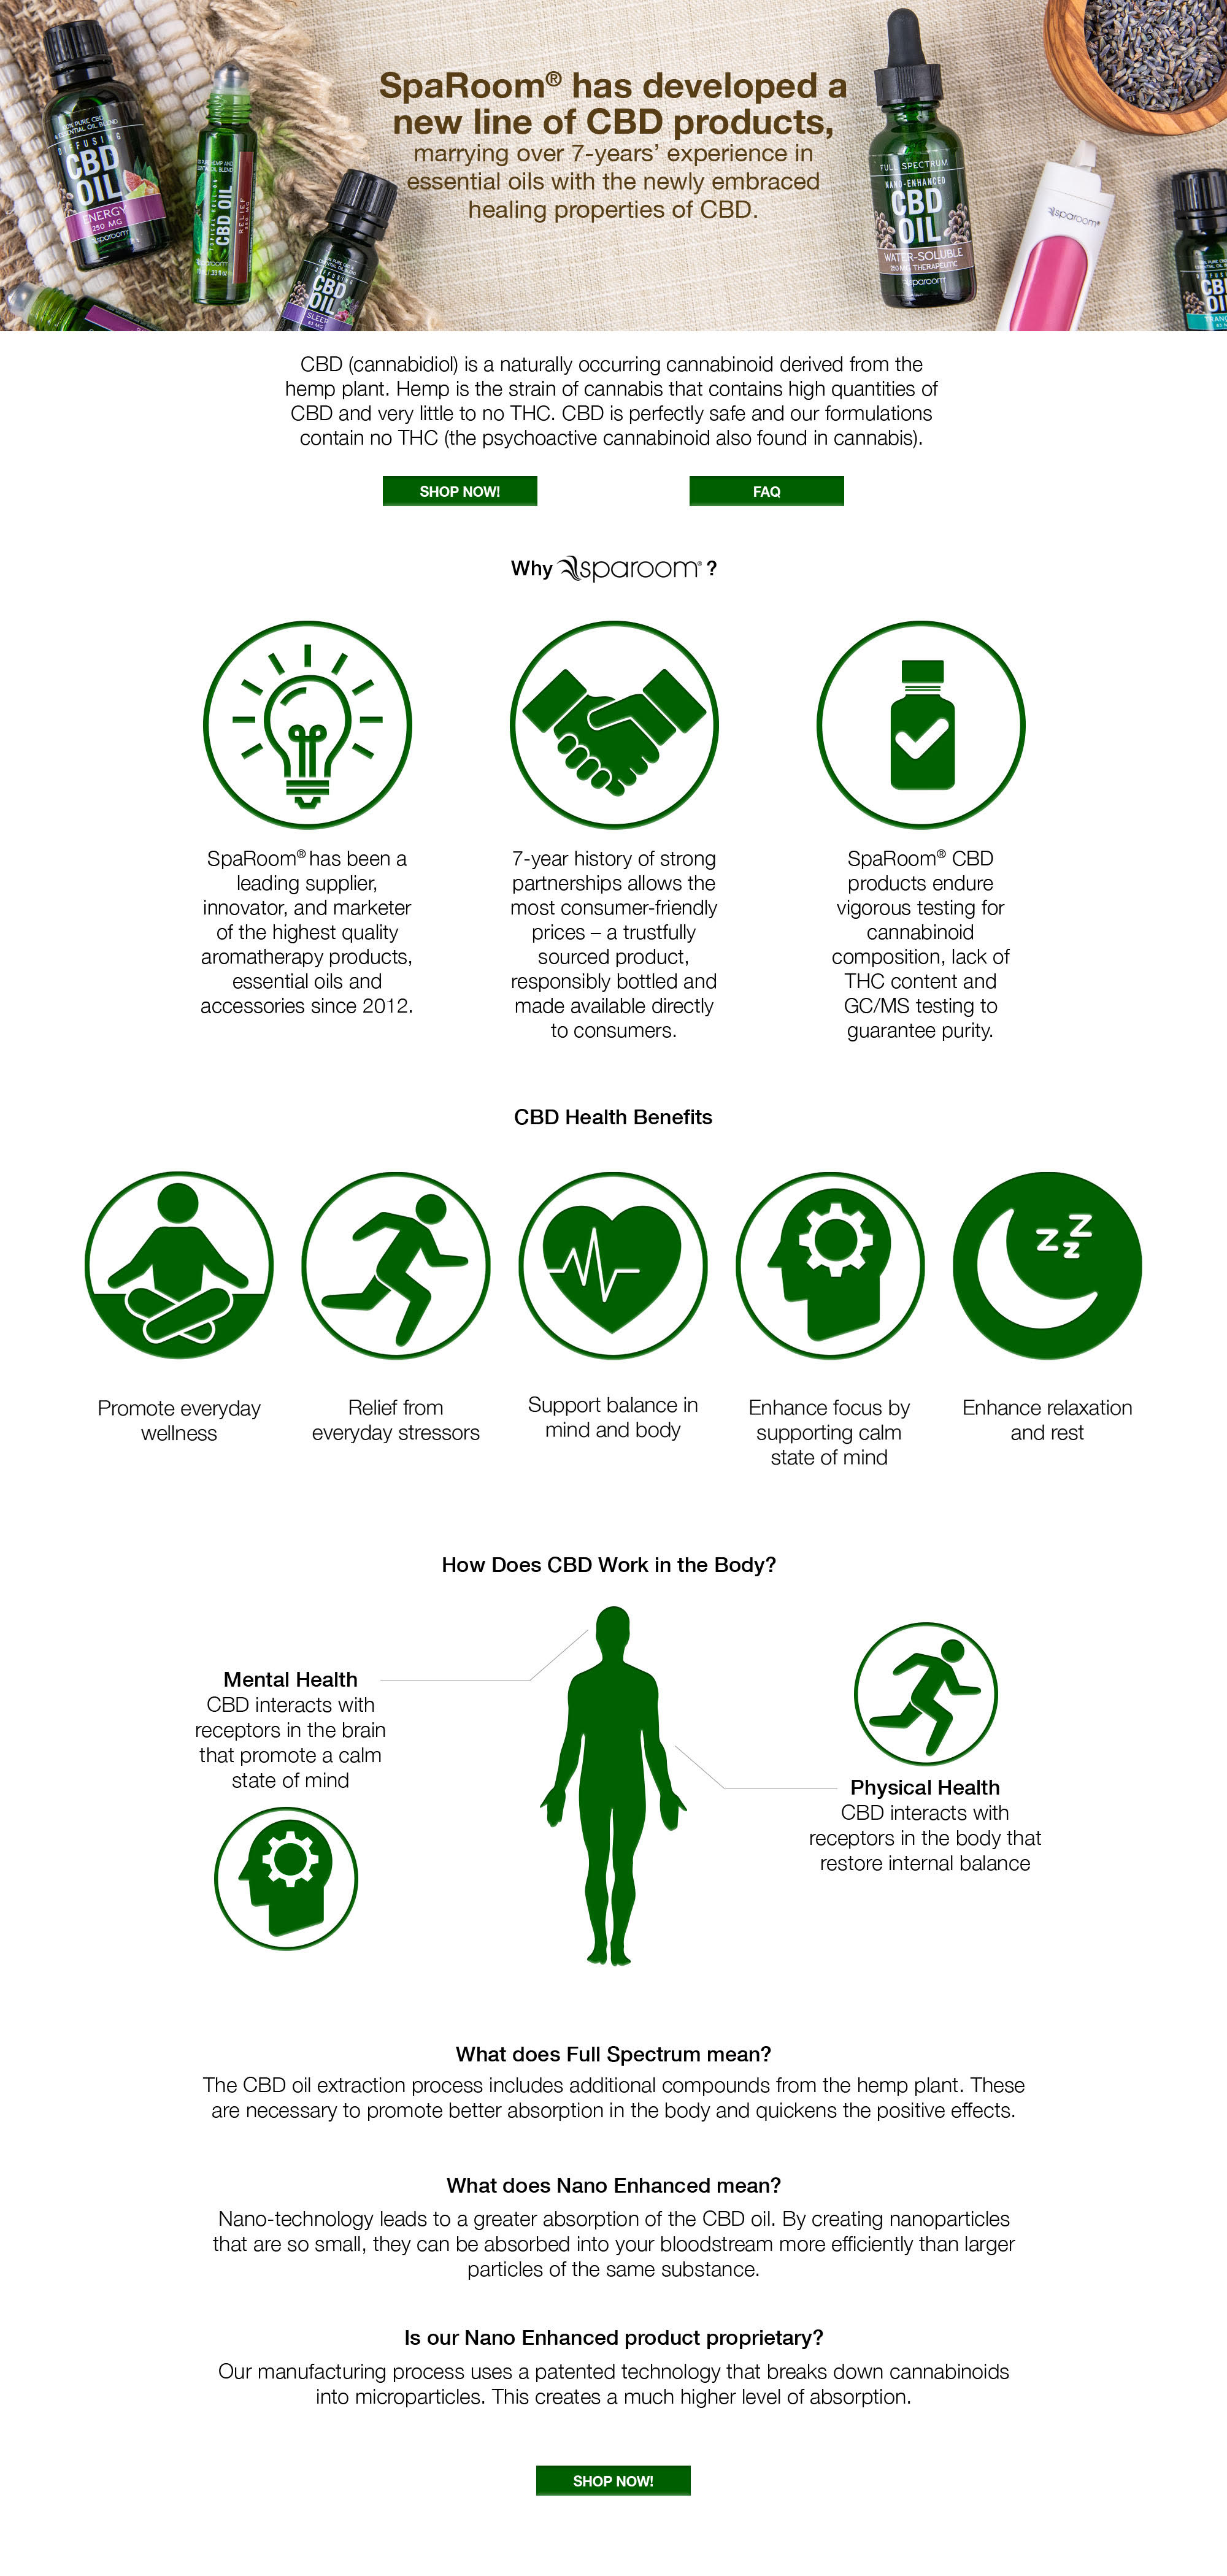 SpaRoom® has developed a
new line of CBD products,
marrying over 7-years’ experience in
essential oils with the newly embraced
healing properties of CBD.
DIFFUSING
CBD
OIL
ENERGY
250 MG
sparoom
CBD OIL
RELIEF
DIFFUSING
CBD
OIL
SLEEP
FULL SPECTRUM
NANO-ENHANCED
CBD
OIL
WATER-SOLUBLE
250 MG THERAPEUTIC
sparoom
sparoom®
CBD (cannabidiol) is a naturally occurring cannabinoid derived from the
hemp plant. Hemp is the strain of cannabis that contains high quantities of
CBD and very little to no THC. CBD is perfectly safe and our formulations
contain no THC (the psychoactive cannabinoid also found in cannabis).
SHOP NOW!
FAQ
Why sparoom® ?
SpaRoom® has been a
leading supplier,
innovator, and marketer
of the highest quality
aromatherapy products,
essential oils and
accessories since 2012.
7-year history of strong
partnerships allows the
most consumer-friendly
prices – a trustfully
sourced product,
responsibly bottled and
made available directly
to consumers.
SpaRoom® CBD
products endure
vigorous testing for
cannabinoid
composition, lack of
THC content and
GC/MS testing to
guarantee purity.
CBD Health Benefits
z z z
Promote everyday
wellness
Relief from
everyday stressors
Support balance in
mind and body
Enhance focus by
supporting calm
state of mind
Enhance relaxation
and rest
How Does CBD Work in the Body?
Mental Health
CBD interacts with
receptors in the brain
that promote a calm
state of mind
Physical Health
CBD interacts with
receptors in the body that
restore internal balance
What does Full Spectrum mean?
The CBD oil extraction process includes additional compounds from the hemp plant. These
are necessary to promote better absorption in the body and quickens the positive effects.
What does Nano Enhanced mean?
Nano-technology leads to a greater absorption of the CBD oil. By creating nanoparticles
that are so small, they can be absorbed into your bloodstream more efficiently than larger
particles of the same substance.
Is our Nano Enhanced product proprietary?
Our manufacturing process uses a patented technology that breaks down cannabinoids
into microparticles. This creates a much higher level of absorption.
SHOP NOW!